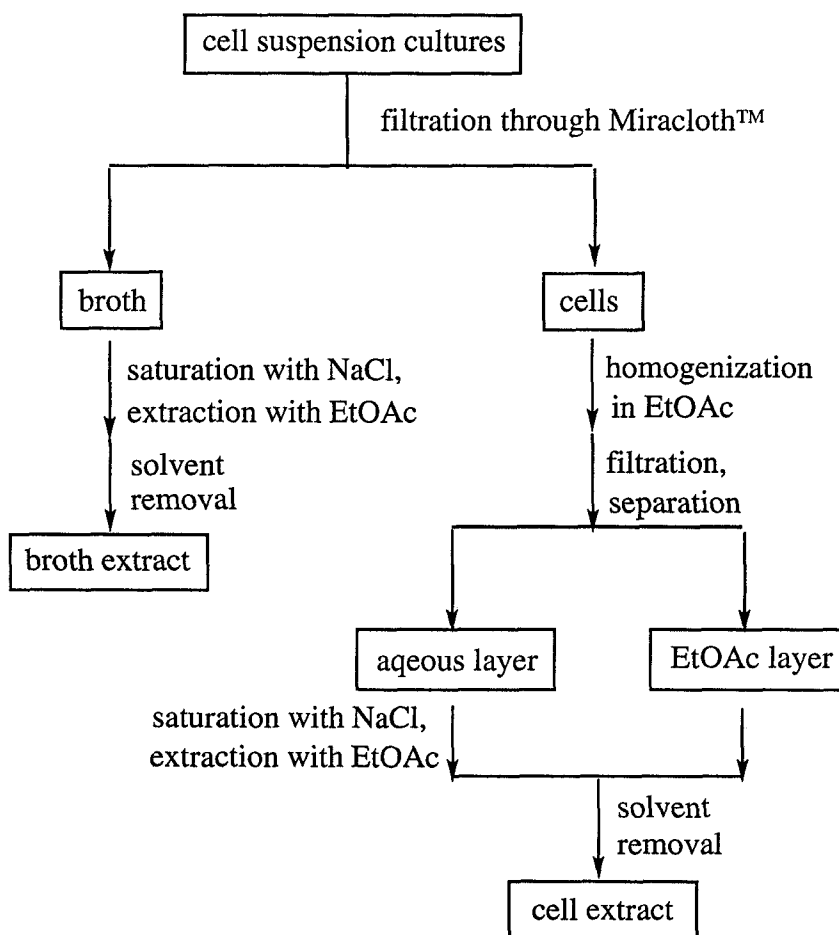 cell suspension cultures
filtration through Miracloth™
broth
cells
saturation with NaCl,
extraction with EtOAc
solvent
removal
broth extract
homogenization
in EtOAc
filtration,
separation
aqeous layer
EtOAc layer
saturation with NaCl,
extraction with EtOAc
solvent
removal
cell extract